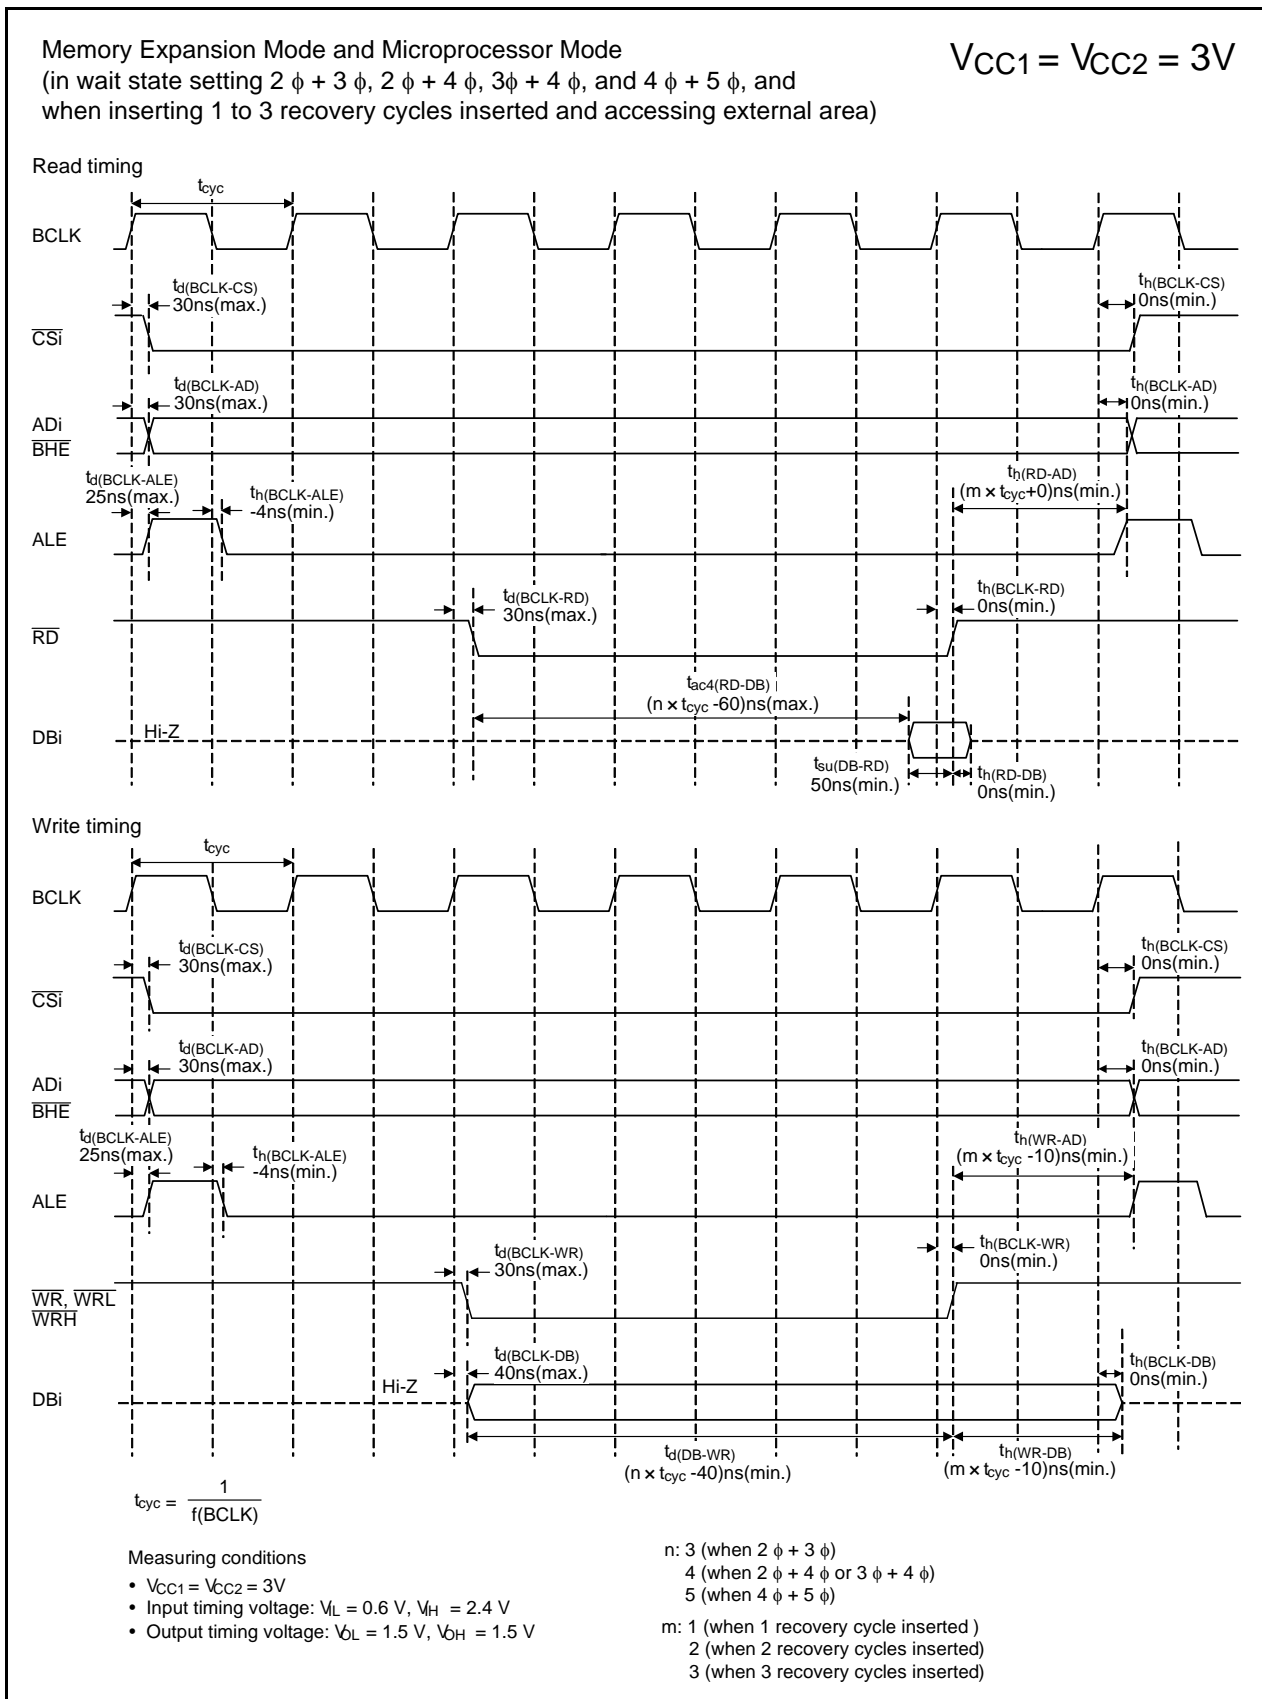 Memory Expansion Mode and Microprocessor Mode
(in wait state setting 2 ϕ + 3 ϕ, 2 ϕ + 4 ϕ, 3ϕ + 4 ϕ, and 4 ϕ + 5 ϕ, and
when inserting 1 to 3 recovery cycles inserted and accessing external area)
VCC1 = VCC2 = 3V
Read timing
tcyc
BCLK
td(BCLK-CS)
30ns(max.)
th(BCLK-CS)
0ns(min.)
CSi
td(BCLK-AD)
30ns(max.)
th(BCLK-AD)
0ns(min.)
ADi
BHE
td(BCLK-ALE)
25ns(max.)
th(BCLK-ALE)
-4ns(min.)
th(RD-AD)
(m × tcyc+0)ns(min.)
ALE
td(BCLK-RD)
30ns(max.)
th(BCLK-RD)
0ns(min.)
RD
tac4(RD-DB)
(n × tcyc -60)ns(max.)
DBi
Hi-Z
tsu(DB-RD)
50ns(min.)
th(RD-DB)
0ns(min.)
Write timing
tcyc
BCLK
td(BCLK-CS)
30ns(max.)
th(BCLK-CS)
0ns(min.)
CSi
td(BCLK-AD)
30ns(max.)
th(BCLK-AD)
0ns(min.)
ADi
BHE
td(BCLK-ALE)
25ns(max.)
th(BCLK-ALE)
-4ns(min.)
th(WR-AD)
(m × tcyc -10)ns(min.)
ALE
td(BCLK-WR)
30ns(max.)
th(BCLK-WR)
0ns(min.)
WR, WRL
WRH
td(BCLK-DB)
40ns(max.)
th(BCLK-DB)
0ns(min.)
Hi-Z
DBi
td(DB-WR)
(n × tcyc -40)ns(min.)
th(WR-DB)
(m × tcyc -10)ns(min.)
tcyc = 1
f(BCLK)
Measuring conditions
• VCC1 = VCC2 = 3V
• Input timing voltage: VIL = 0.6 V, VIH = 2.4 V
• Output timing voltage: VOL = 1.5 V, VOH = 1.5 V
n: 3 (when 2 ϕ + 3 ϕ)
4 (when 2 ϕ + 4 ϕ or 3 ϕ + 4 ϕ)
5 (when 4 ϕ + 5 ϕ)
m: 1 (when 1 recovery cycle inserted )
2 (when 2 recovery cycles inserted)
3 (when 3 recovery cycles inserted)